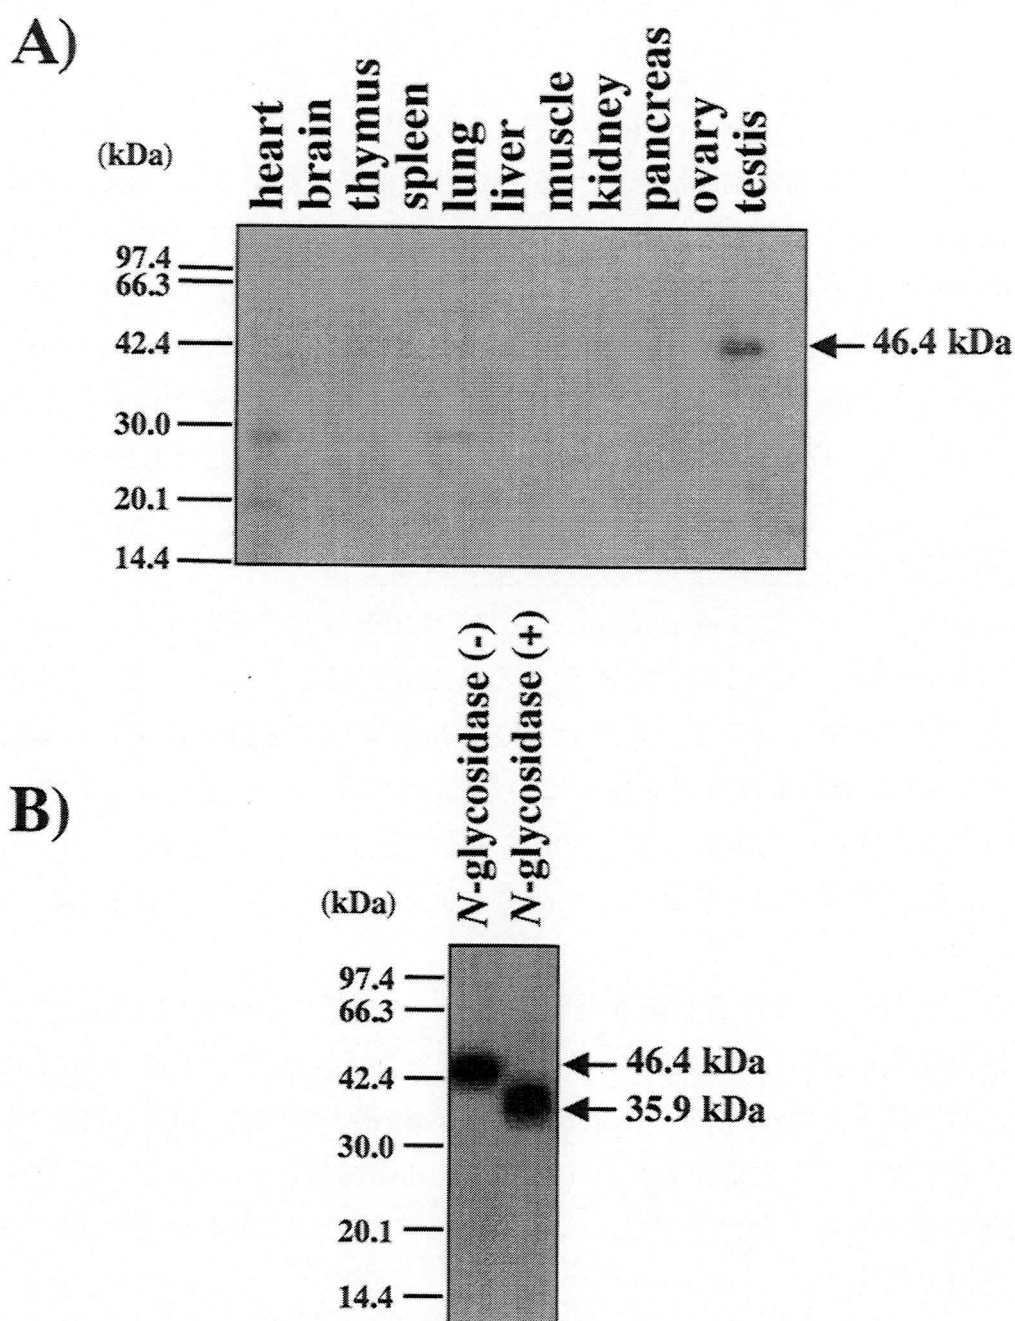 A)
(kDa)
heart
brain
thymus
spleen
lung
liver
muscle
kidney
pancreas
ovary
testis
97.4
66.3
42.4
46.4 kDa
30.0
20.1
14.4
B)
N-glycosidase (-)
N-glycosidase (+)
(kDa)
97.4
66.3
46.4 kDa
42.4
35.9 kDa
30.0
20.1
14.4